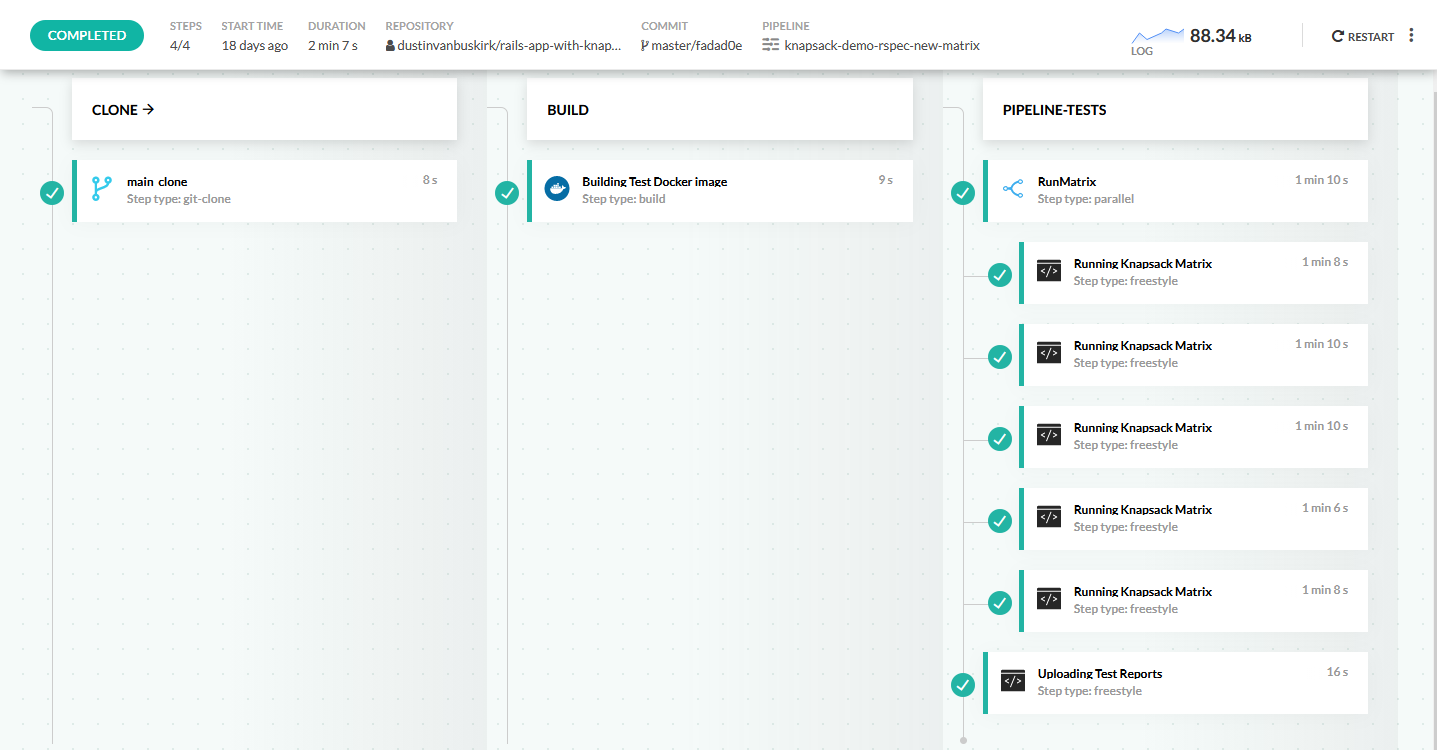 COMPLETED
STEPS
4/4
START TIME
18 days ago
DURATION
2 min 7 s
REPOSITORY
dustinvanbuskirk/rails-app-with-knap...
COMMIT
master/fadad0e
PIPELINE
knapsack-demo-rspec-new-matrix
LOG
88.34 kB
RESTART
CLONE →
main_clone
8 s
Step type: git-clone
BUILD
Building Test Docker image
9 s
Step type: build
PIPELINE-TESTS
RunMatrix
1 min 10 s
Step type: parallel
</>
Running Knapsack Matrix
1 min 8 s
Step type: freestyle
</>
Running Knapsack Matrix
1 min 10 s
Step type: freestyle
</>
Running Knapsack Matrix
1 min 10 s
Step type: freestyle
</>
Running Knapsack Matrix
1 min 6 s
Step type: freestyle
</>
Running Knapsack Matrix
1 min 8 s
Step type: freestyle
</>
Uploading Test Reports
16 s
Step type: freestyle